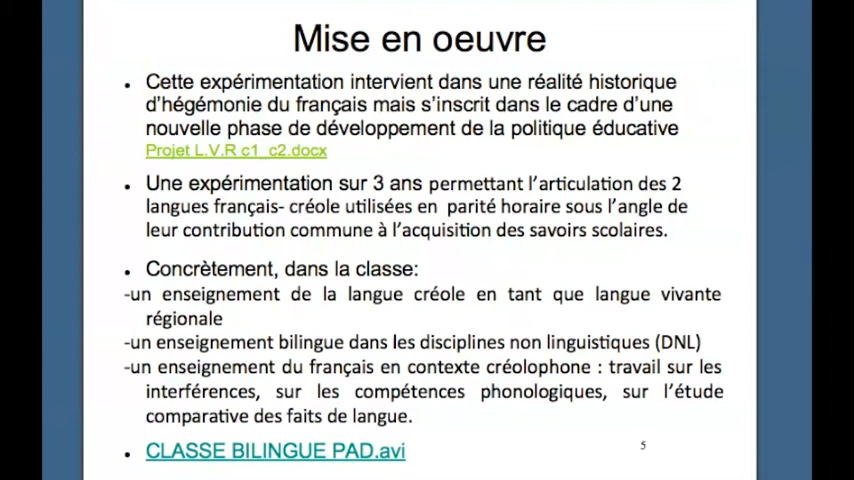 Mise en oeuvre
• Cette expérimentation intervient dans une réalité historique
d’hégémonie du français mais s’inscrit dans le cadre d’une
nouvelle phase de développement de la politique éducative
Projet L.V.R c1_c2.docx
• Une expérimentation sur 3 ans permettant l’articulation des 2
langues français- créole utilisées en parité horaire sous l’angle de
leur contribution commune à l’acquisition des savoirs scolaires.
• Concrètement, dans la classe:
-un enseignement de la langue créole en tant que langue vivante
régionale
-un enseignement bilingue dans les disciplines non linguistiques (DNL)
-un enseignement du français en contexte créolophone : travail sur les
interférences, sur les compétences phonologiques, sur l’étude
comparative des faits de langue.
• CLASSE BILINGUE PAD.avi
5